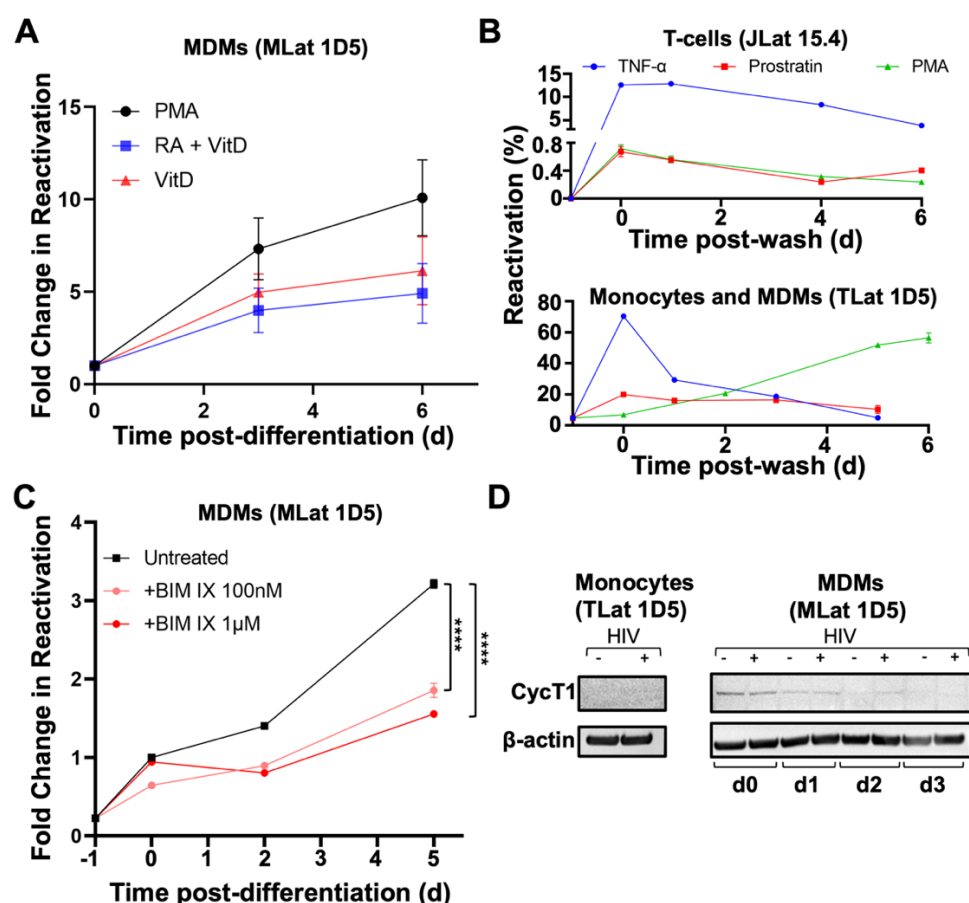 A
MDMs (MLat 1D5)
Fold Change in Reactivation
15
10
5
0
PMA
RA + VitD
VitD
0 2 4 6
Time post-differentiation (d)
B
T-cells (JLat 15.4)
TNF-α Prostratin PMA
Reactivation (%)
15
10
5
0.8
0.4
0
0 2 4 6
Time post-wash (d)
Monocytes and MDMs (TLat 1D5)
80
60
40
20
0
0 2 4 6
Time post-wash (d)
C
MDMs (MLat 1D5)
Fold Change in Reactivation
4
3
2
1
0
Untreated
+BIM IX 100nM
+BIM IX 1µM
****
****
-1 0 1 2 3 4 5
Time post-differentiation (d)
D
Monocytes
(TLat 1D5)
HIV
- +
MDMs
(MLat 1D5)
HIV
- + - + - + - +
CycT1
β-actin
d0 d1 d2 d3